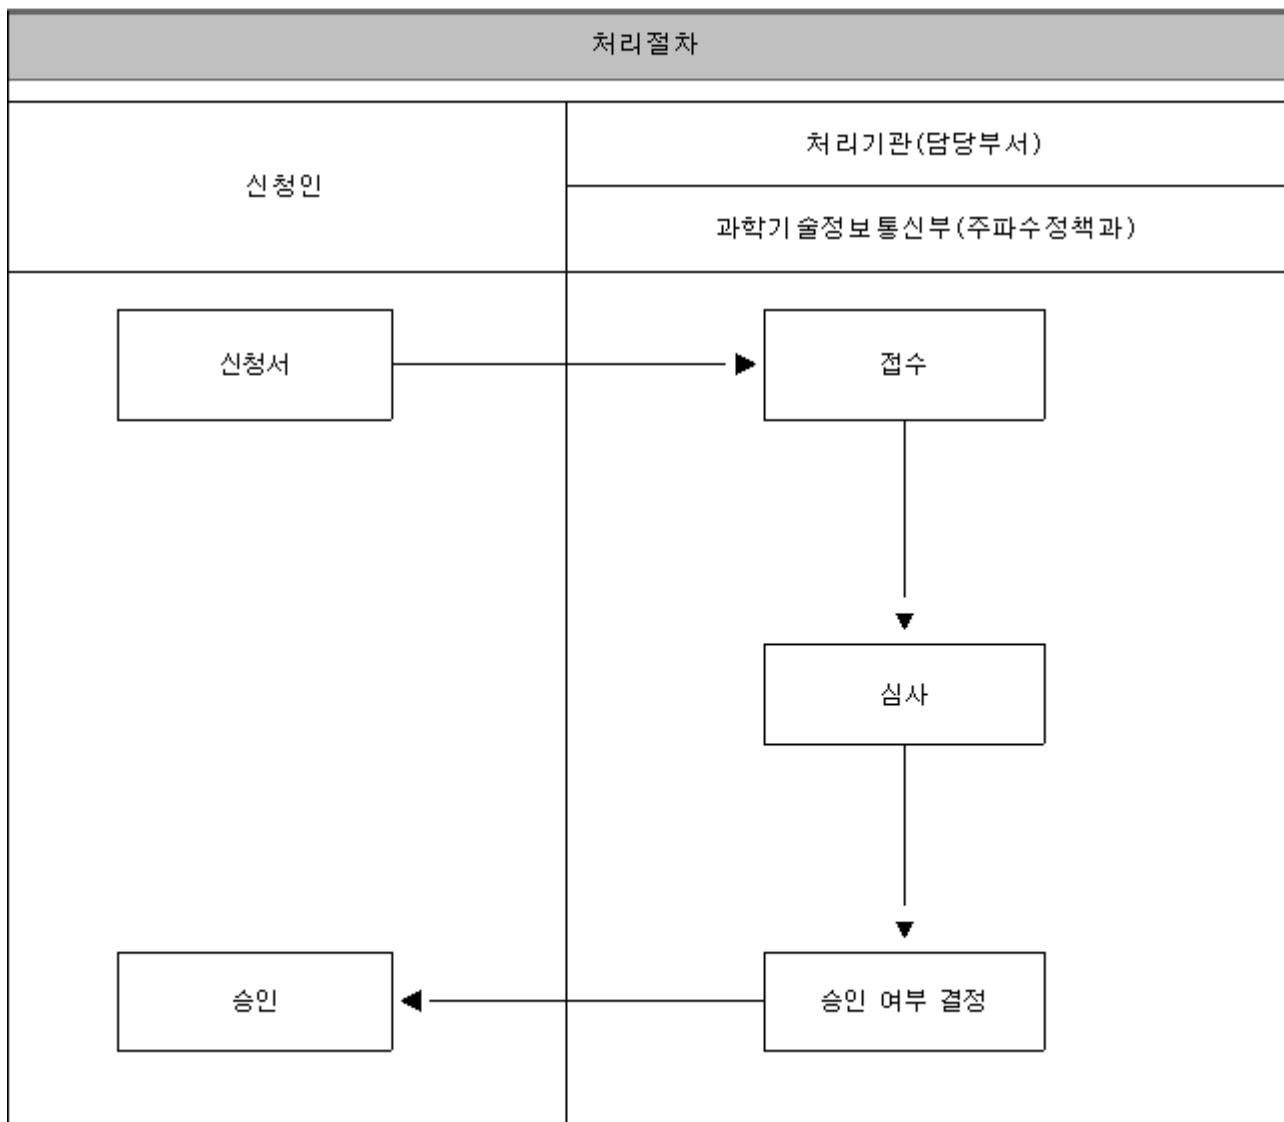 처리절차
신청인
처리기관(담당부서)
과학기술정보통신부(주파수정책과)
신청서
접수
심사
승인
승인 여부 결정